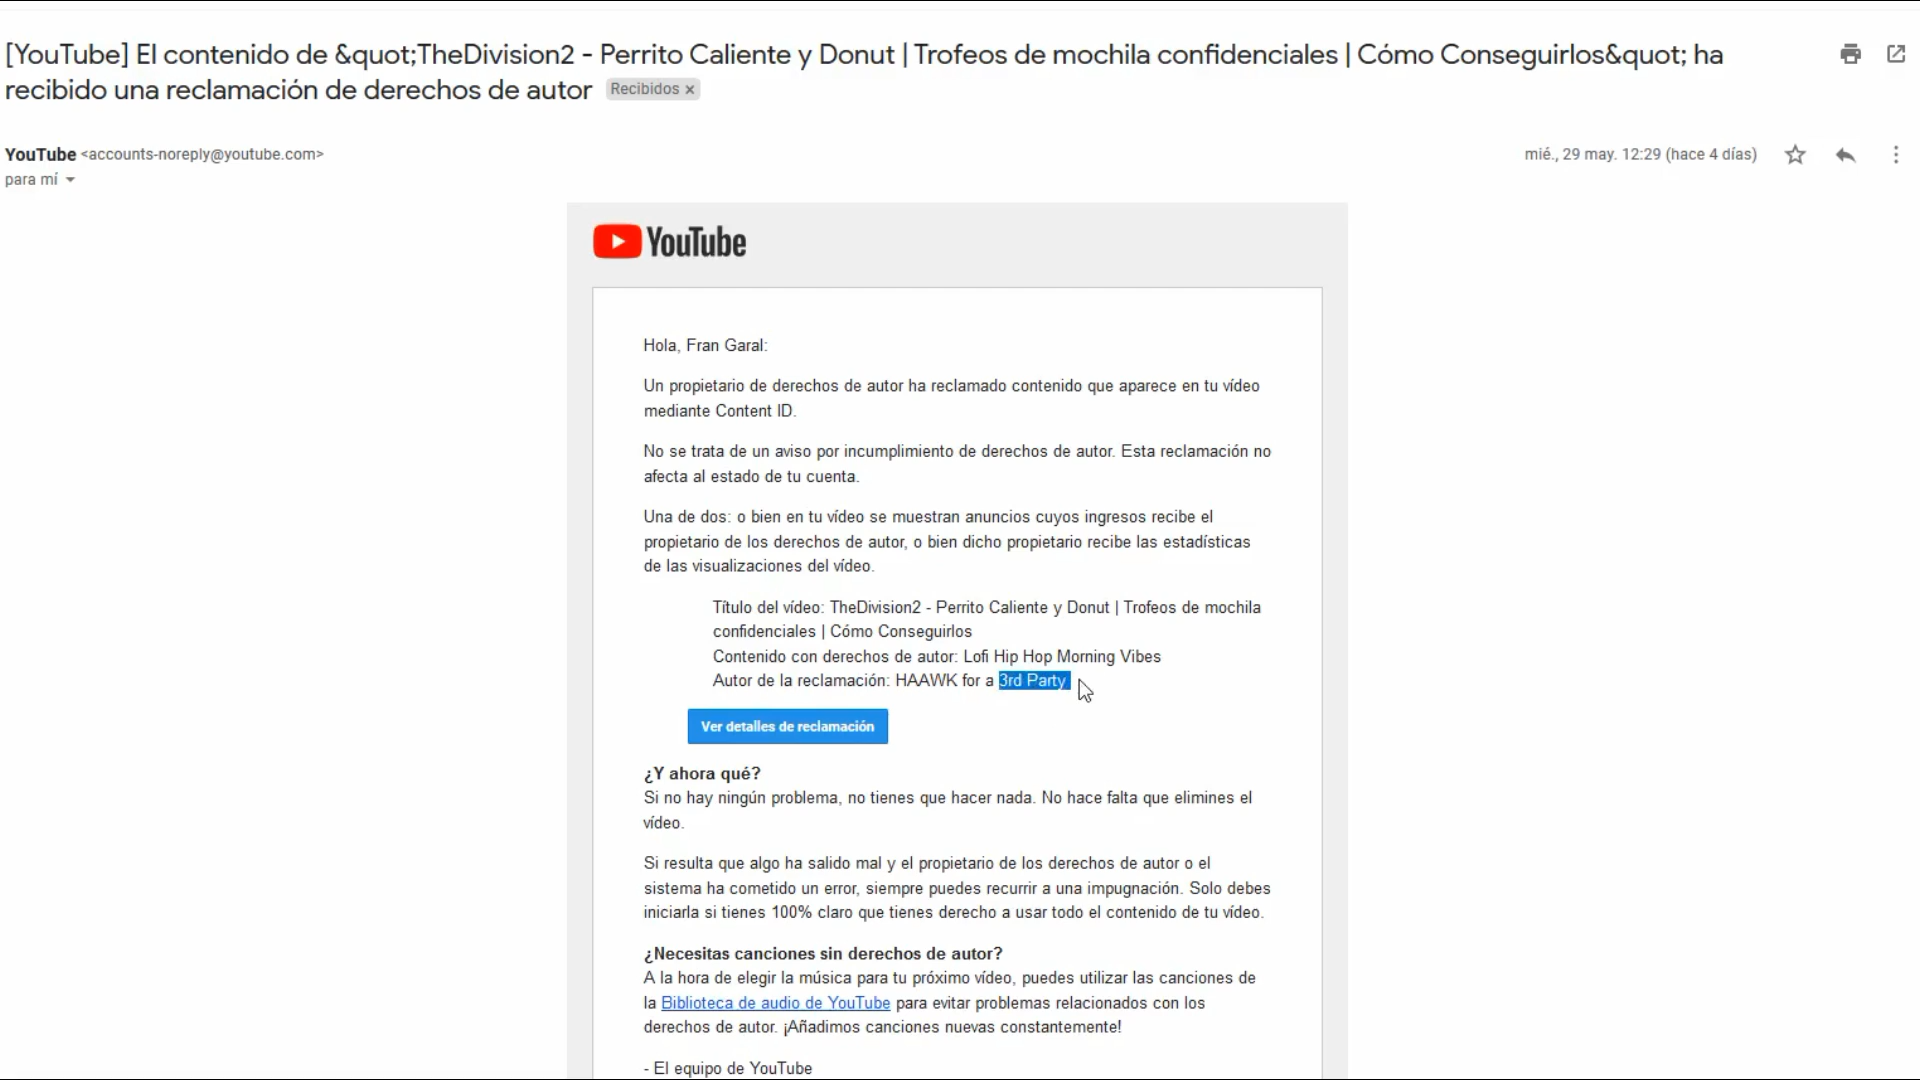 [YouTube] El contenido de &quot;TheDivision2 - Perrito Caliente y Donut | Trofeos de mochila confidenciales | Cómo Conseguirlos&quot; ha
recibido una reclamación de derechos de autor Recibidos ×
YouTube <accounts-noreply@youtube.com> mié., 29 may. 12:29 (hace 4 días)
para mí
YouTube
Hola, Fran Garal:
Un propietario de derechos de autor ha reclamado contenido que aparece en tu vídeo
mediante Content ID.
No se trata de un aviso por incumplimiento de derechos de autor. Esta reclamación no
afecta al estado de tu cuenta.
Una de dos: o bien en tu vídeo se muestran anuncios cuyos ingresos recibe el
propietario de los derechos de autor, o bien dicho propietario recibe las estadísticas
de las visualizaciones del vídeo.
Título del vídeo: TheDivision2 - Perrito Caliente y Donut | Trofeos de mochila
confidenciales | Cómo Conseguirlos
Contenido con derechos de autor: Lofi Hip Hop Morning Vibes
Autor de la reclamación: HAAWK for a 3rd Party
Ver detalles de reclamación
¿Y ahora qué?
Si no hay ningún problema, no tienes que hacer nada. No hace falta que elimines el
vídeo.
Si resulta que algo ha salido mal y el propietario de los derechos de autor o el
sistema ha cometido un error, siempre puedes recurrir a una impugnación. Solo debes
iniciarla si tienes 100% claro que tienes derecho a usar todo el contenido de tu vídeo.
¿Necesitas canciones sin derechos de autor?
A la hora de elegir la música para tu próximo vídeo, puedes utilizar las canciones de
la Biblioteca de audio de YouTube para evitar problemas relacionados con los
derechos de autor. ¡Añadimos canciones nuevas constantemente!
- El equipo de YouTube